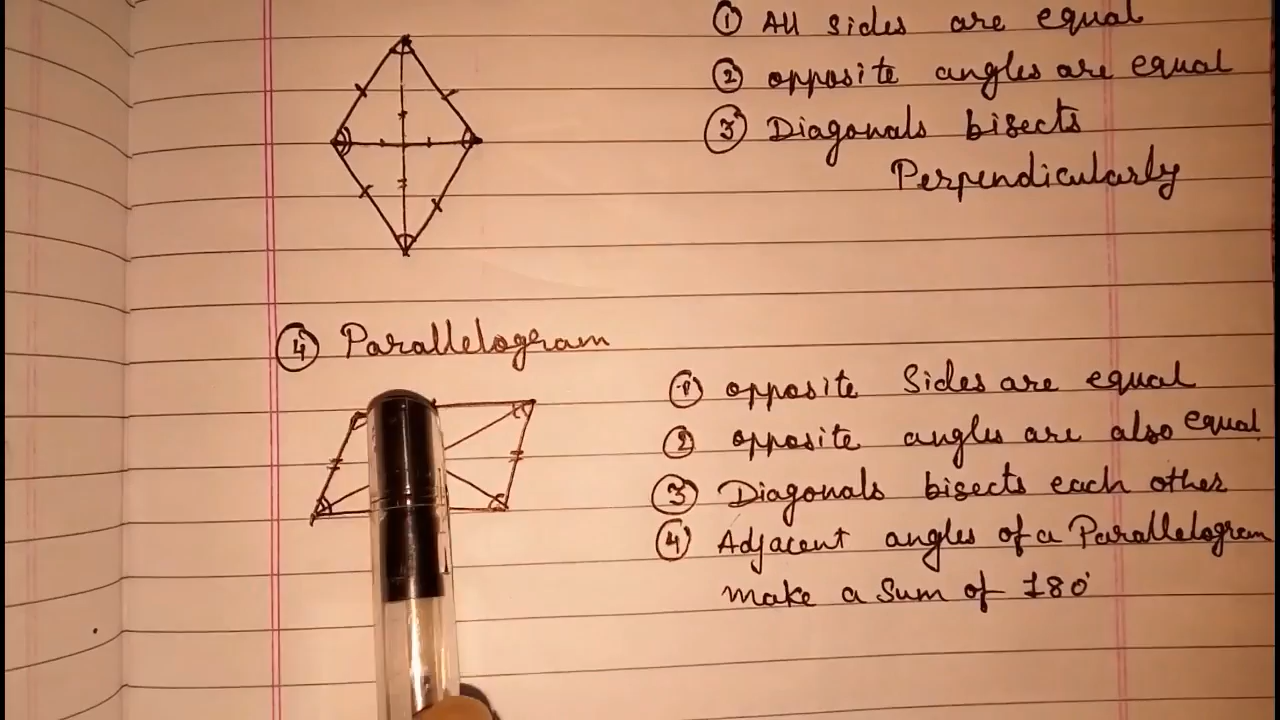 ① All sides are equal
② opposite angles are equal
③ Diagonals bisects
Perpendicularly
④ Parallelogram
① opposite Sides are equal
② opposite angles are also equal
③ Diagonals bisects each other
④ Adjacent angles of a Parallelogram
make a Sum of 180°